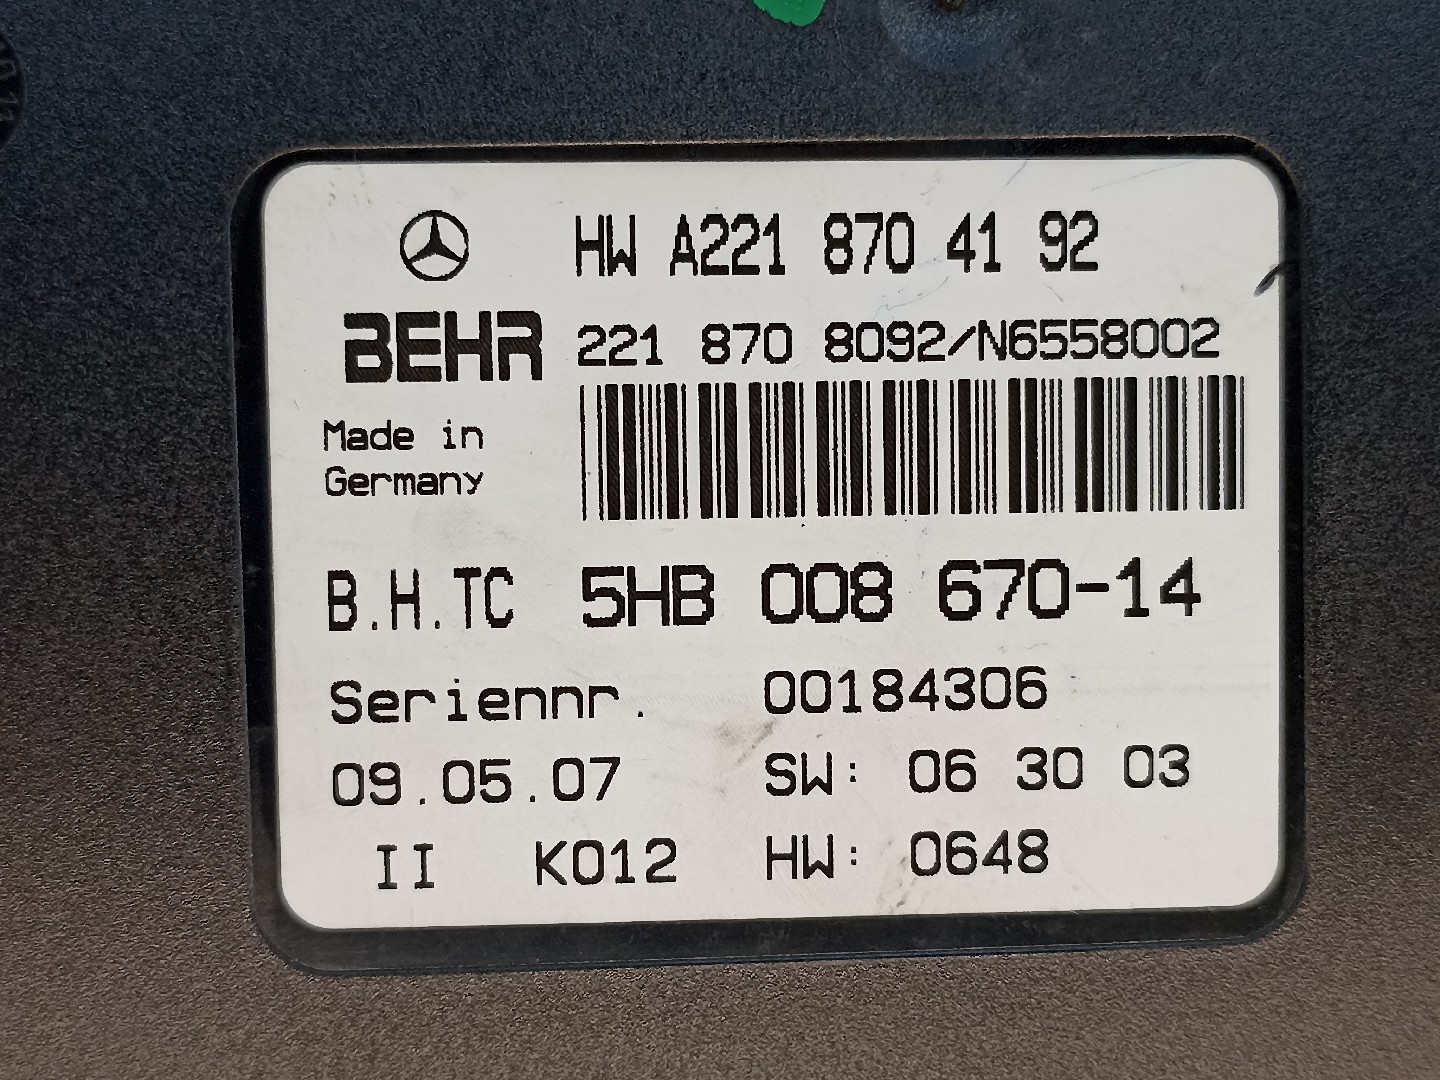 HW A221 870 41 92
BEHR 221 870 8092/N6558002
Made in
Germany
B.H.TC 5HB 008 670-14
Seriennr. 00184306
09.05.07 SW: 06 30 03
II K012 HW: 0648